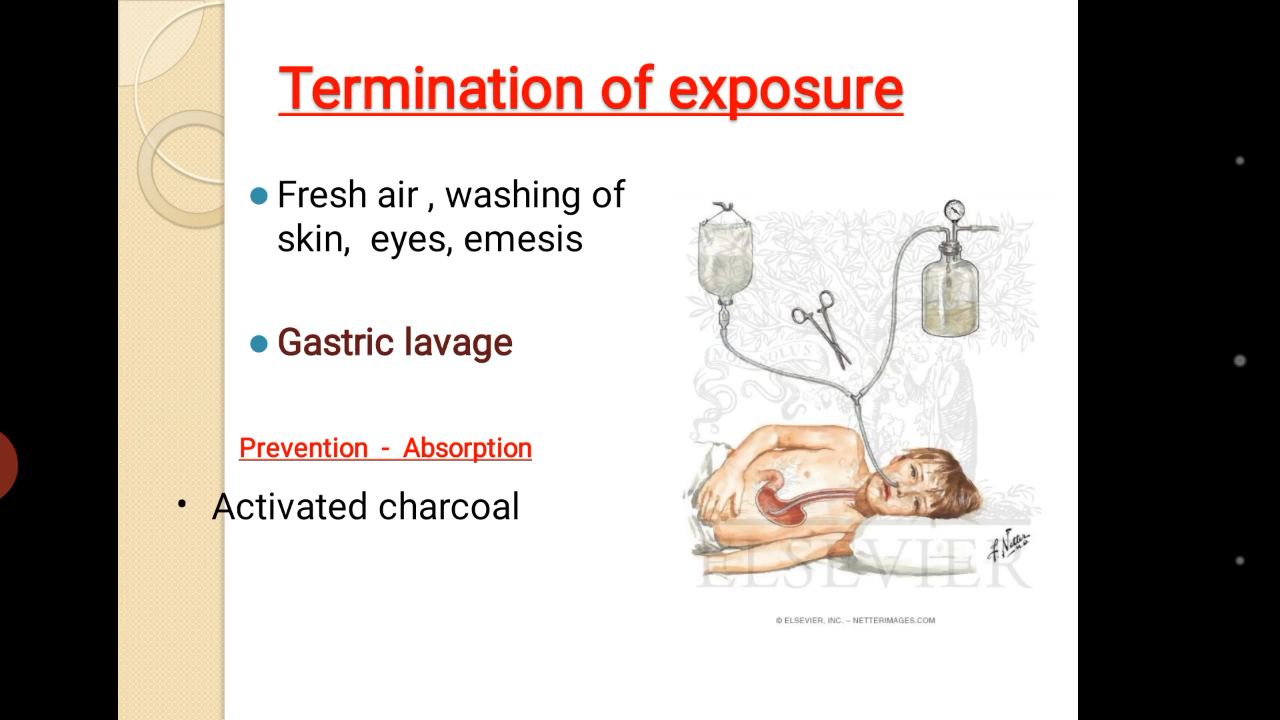 Termination of exposure
Fresh air , washing of
skin, eyes, emesis
Gastric lavage
Prevention - Absorption
Activated charcoal
ELSEVIER
F. Netter
© ELSEVIER, INC. – NETTERIMAGES.COM